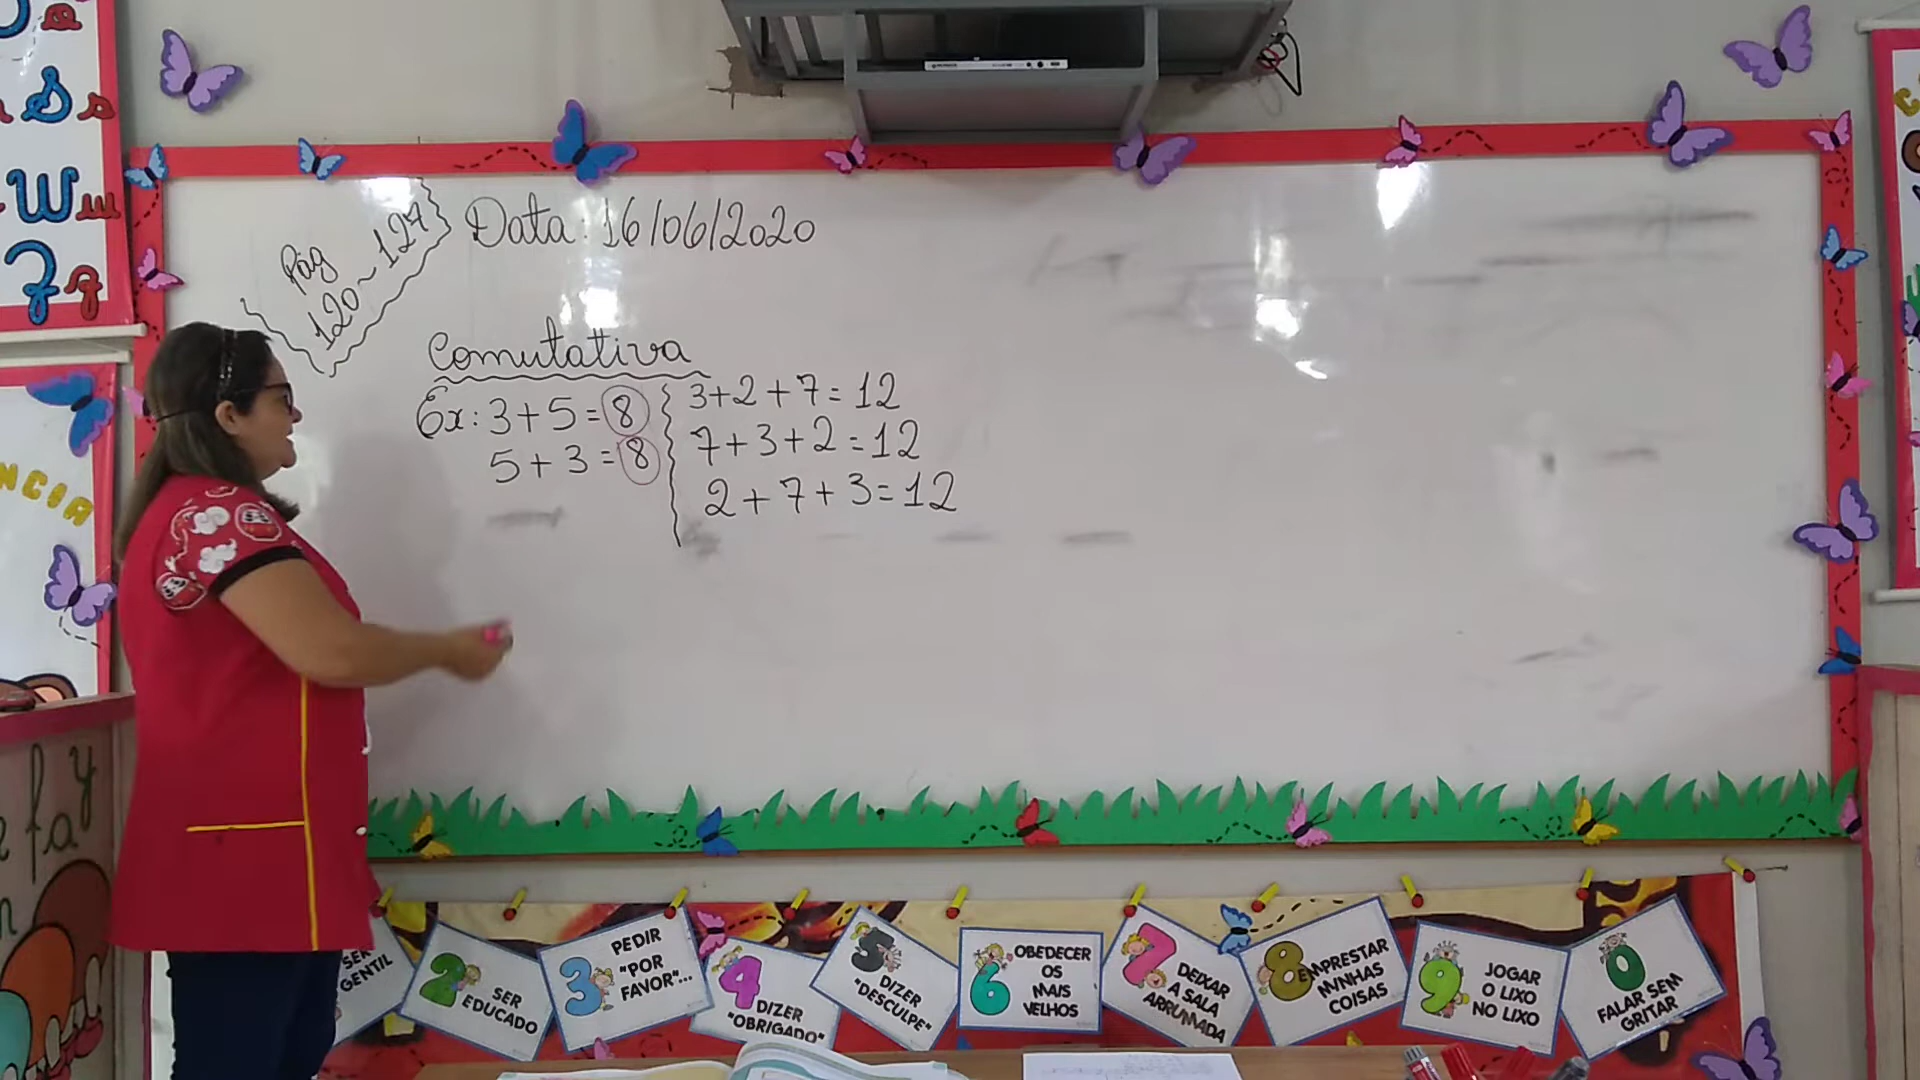 Pág
120 ~ 127
Data: 16/06/2020
Comutativa
Ex: 3+5=8
5+3=8
3+2+7=12
7+3+2=12
2+7+3=12
S s
W w
Z z
NCIA
2 SER
EDUCADO
SER
GENTIL
3 PEDIR
"POR
FAVOR"...
4 DIZER
"OBRIGADO"
5 DIZER
"DESCULPE"
6 OBEDECER
OS
MAIS
VELHOS
7 DEIXAR
A SALA
ARRUMADA
8 EMPRESTAR
MINHAS
COISAS
9 JOGAR
O LIXO
NO LIXO
0
FALAR SEM
GRITAR